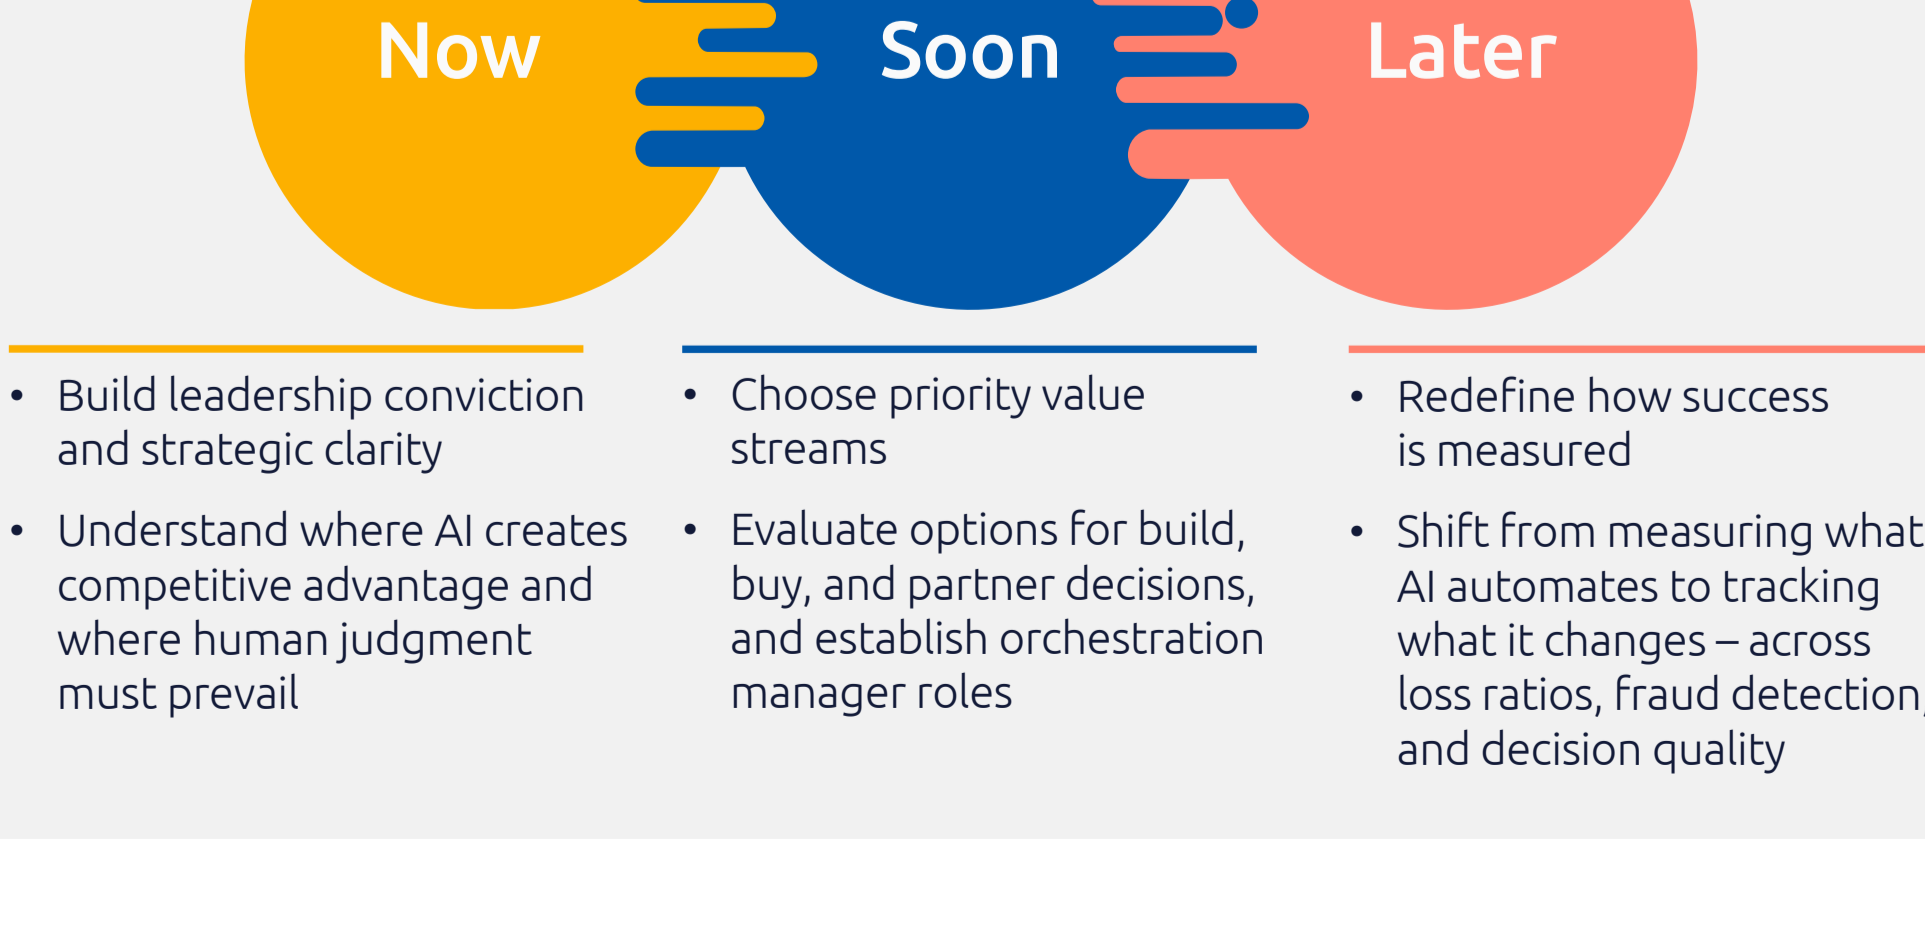 Now
Soon
Later
• Build leadership conviction
and strategic clarity
• Understand where AI creates
competitive advantage and
where human judgment
must prevail
• Choose priority value
streams
• Evaluate options for build,
buy, and partner decisions,
and establish orchestration
manager roles
• Redefine how success
is measured
• Shift from measuring what
AI automates to tracking
what it changes – across
loss ratios, fraud detection,
and decision quality